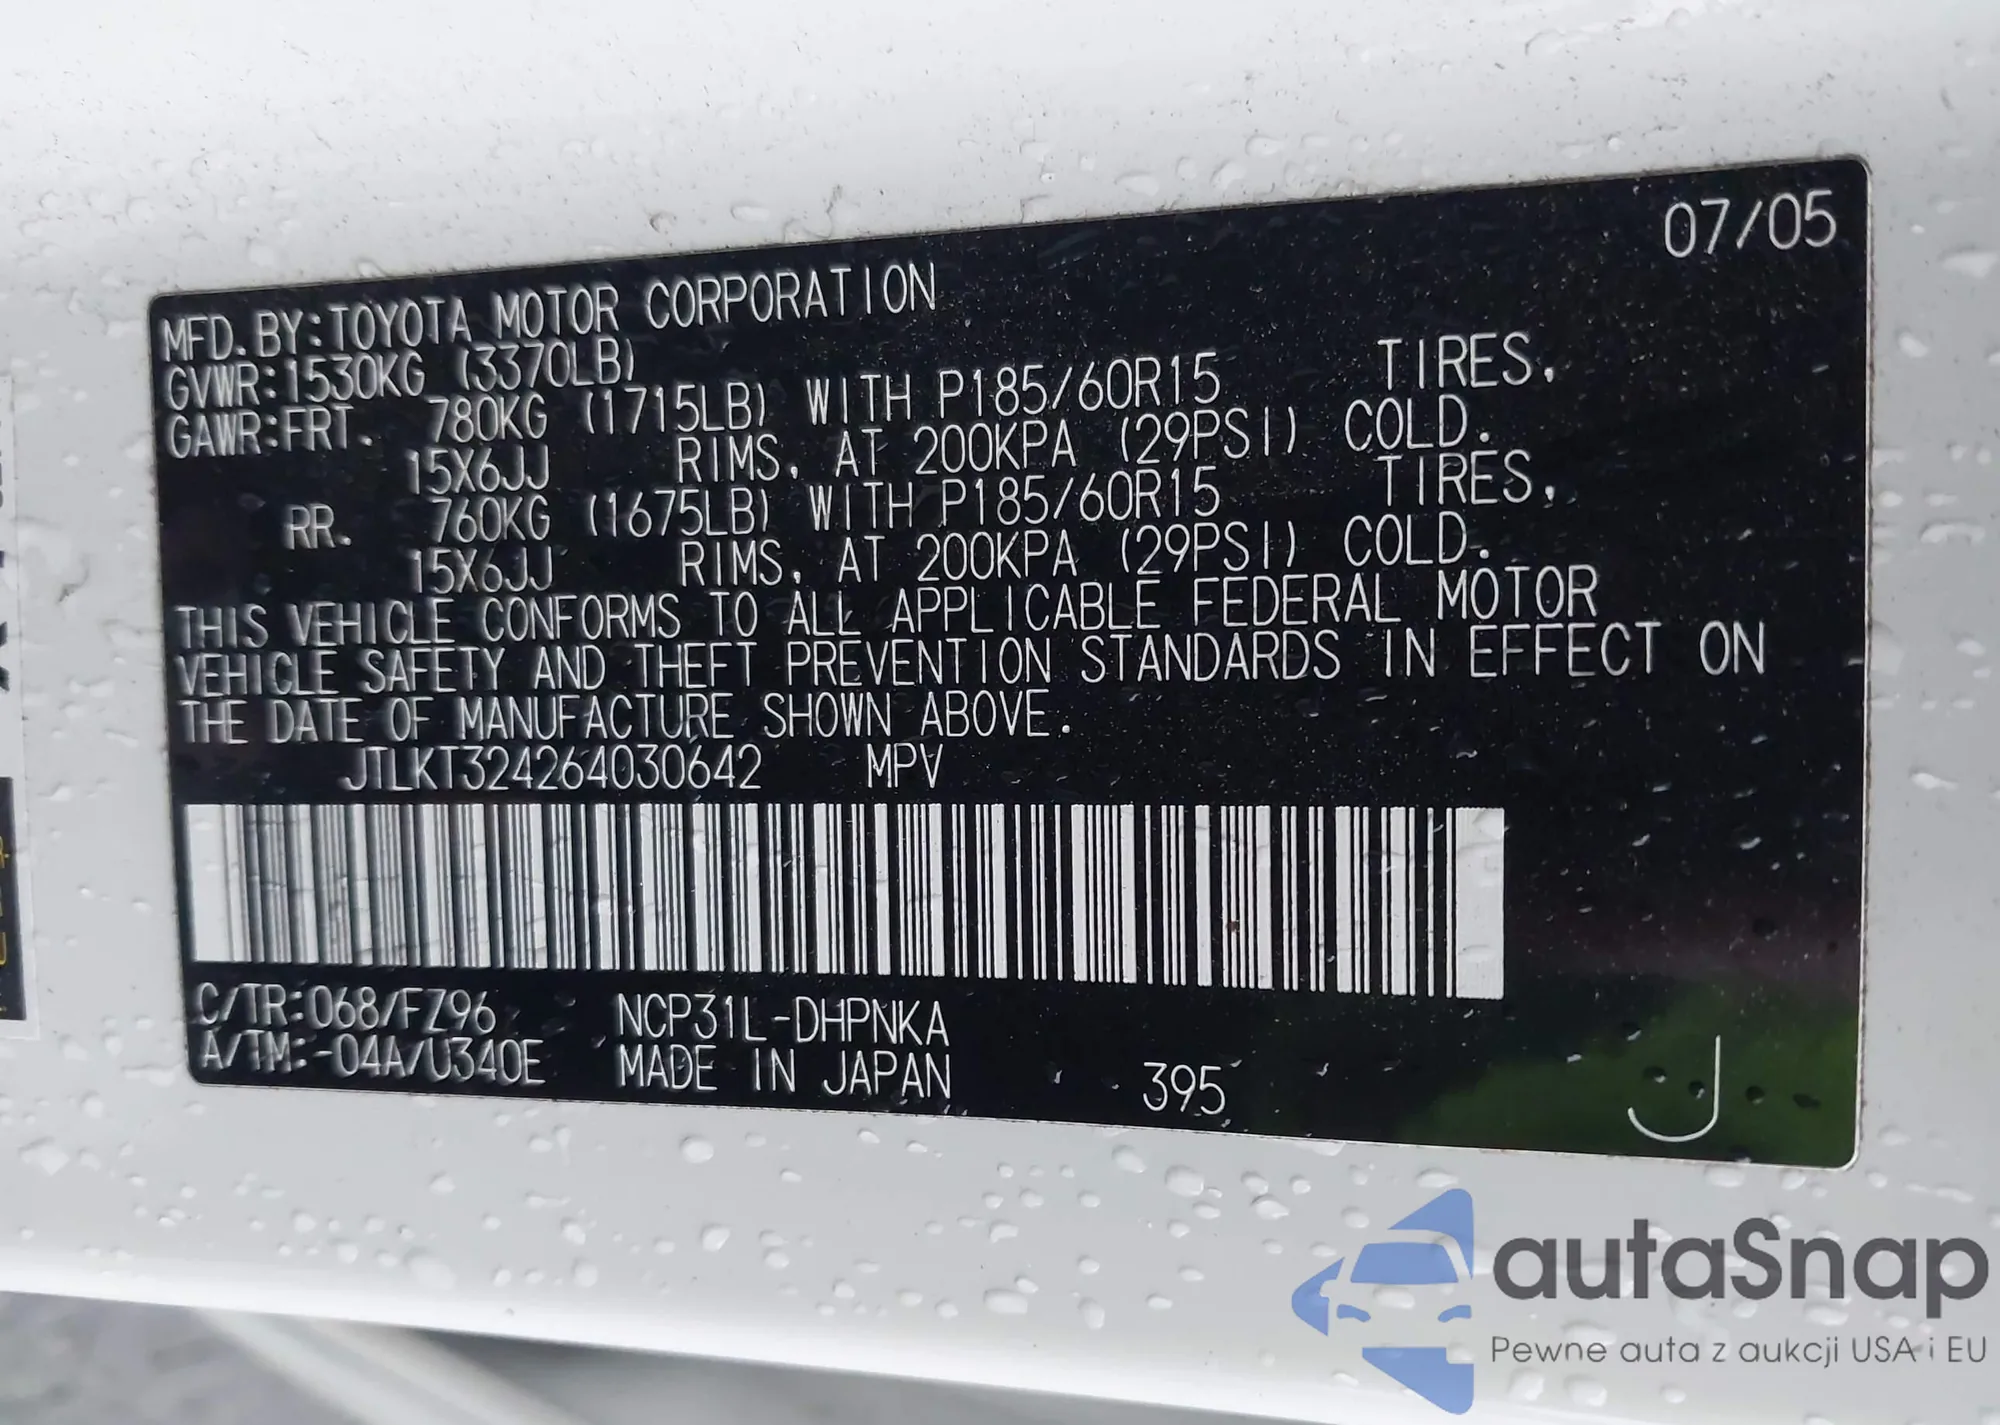 07/05
MFD.BY:TOYOTA MOTOR CORPORATION
GVWR:1530KG (3370LB)
GAWR:FRT. 780KG (1715LB) WITH P185/60R15 TIRES,
15X6JJ RIMS, AT 200KPA (29PSI) COLD.
RR. 760KG (1675LB) WITH P185/60R15 TIRES,
15X6JJ RIMS, AT 200KPA (29PSI) COLD.
THIS VEHICLE CONFORMS TO ALL APPLICABLE FEDERAL MOTOR
VEHICLE SAFETY AND THEFT PREVENTION STANDARDS IN EFFECT ON
THE DATE OF MANUFACTURE SHOWN ABOVE.
JTLKT324264030642 MPV
C/TR:068/FZ96 NCP31L-DHPNKA
A/TM:-04A/U340E MADE IN JAPAN 395 J
autaSnap
Pewne auta z aukcji USA i EU